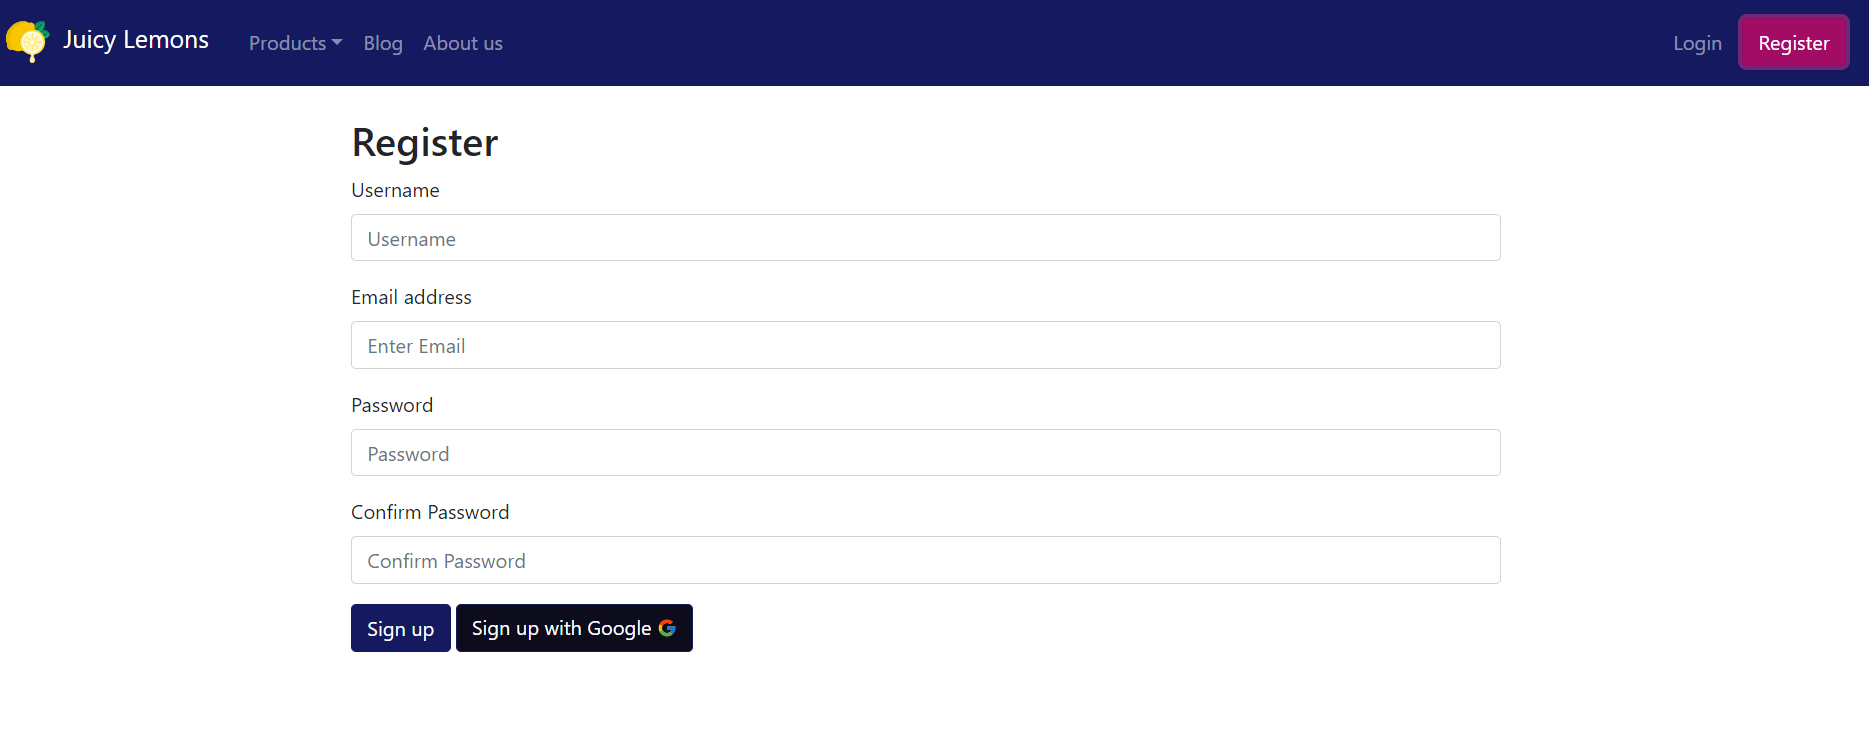 Juicy Lemons Products Blog About us Login Register
Register
Username
Username
Email address
Enter Email
Password
Password
Confirm Password
Confirm Password
Sign up Sign up with Google